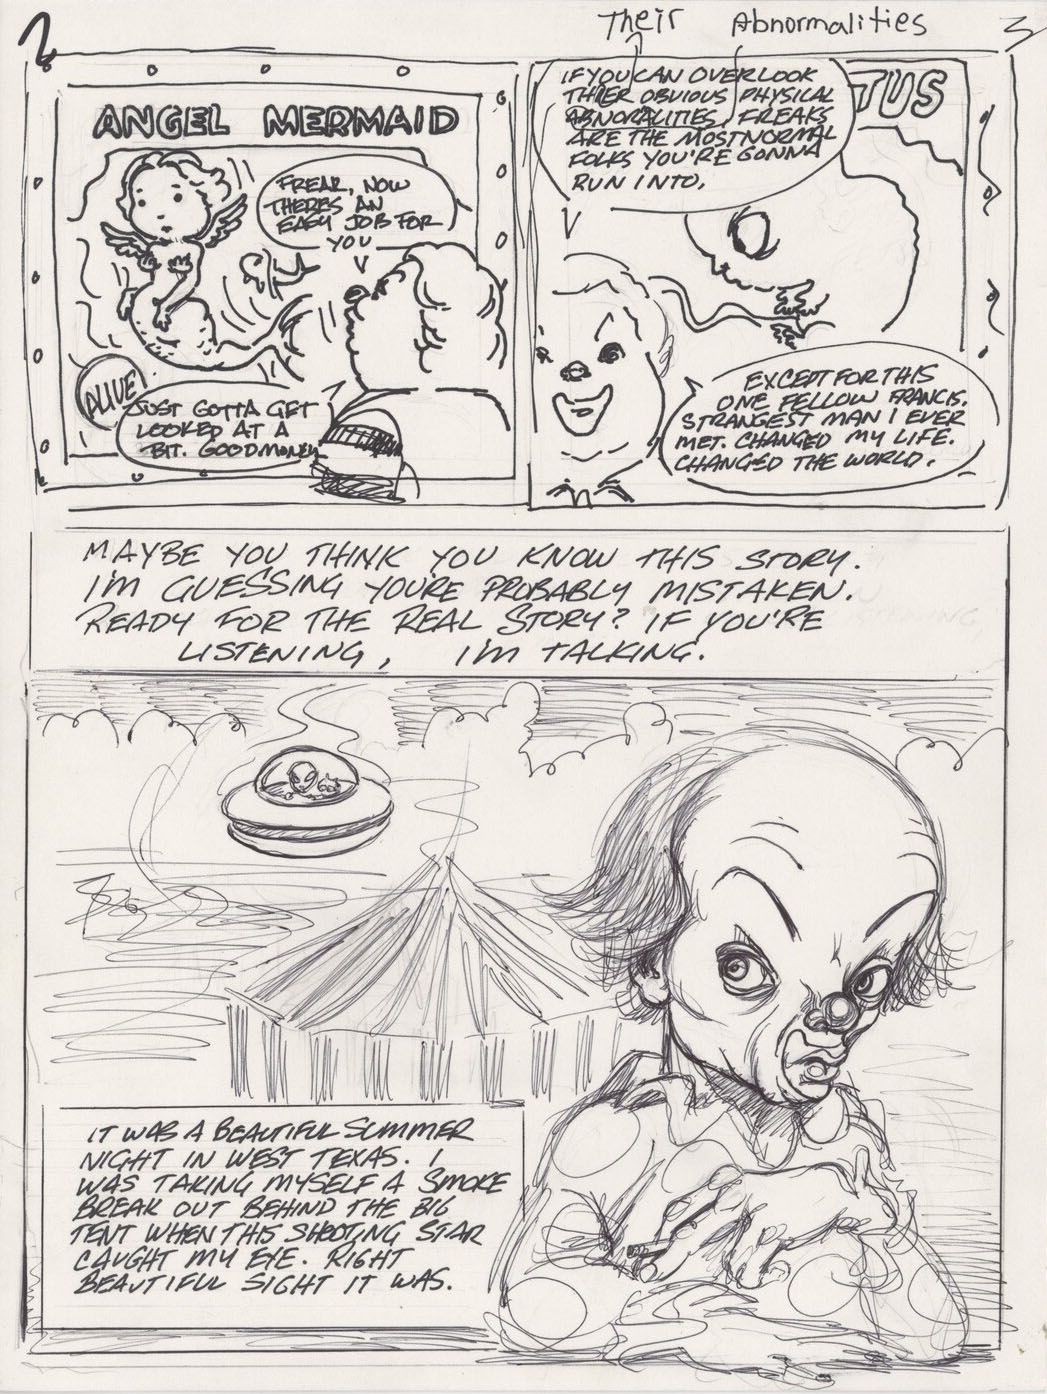 Their Abnormalities
ANGEL MERMAID
FREAK, NOW
THERES AN
EASY JOB FOR
YOU
ALIVE
JUST GOTTA GET
LOOKED AT A
BIT. GOOD MONEY
IF YOU CAN OVERLOOK
THIER OBVIOUS PHYSICAL
ABNORALITIES, FREAKS
ARE THE MOST NORMAL
FOLKS YOU'RE GONNA
RUN INTO.
TUS
EXCEPT FOR THIS
ONE FELLOW FRANCIS.
STRANGEST MAN I EVER
MET. CHANGED MY LIFE.
CHANGED THE WORLD.
MAYBE YOU THINK YOU KNOW THIS STORY.
I'M GUESSING YOU'RE PROBABLY MISTAKEN.
READY FOR THE REAL STORY? IF YOU'RE
LISTENING, I'M TALKING.
IT WAS A BEAUTIFUL SUMMER
NIGHT IN WEST TEXAS. I
WAS TAKING MYSELF A SMOKE
BREAK OUT BEHIND THE BIG
TENT WHEN THIS SHOOTING STAR
CAUGHT MY EYE. RIGHT
BEAUTIFUL SIGHT IT WAS.